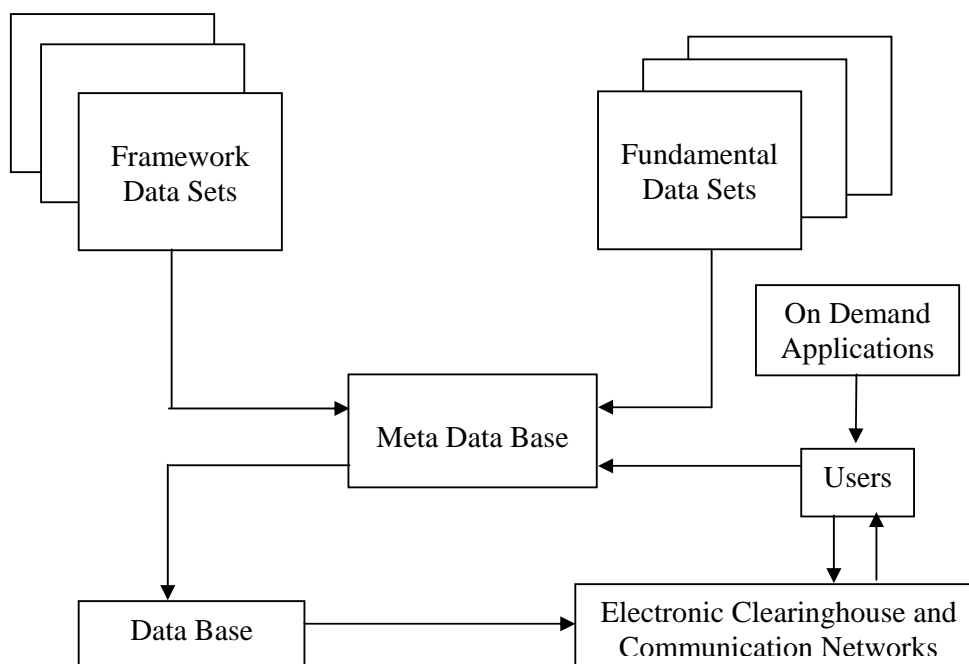 Framework
Data Sets
Fundamental
Data Sets
On Demand
Applications
Meta Data Base
Users
Data Base
Electronic Clearinghouse and
Communication Networks